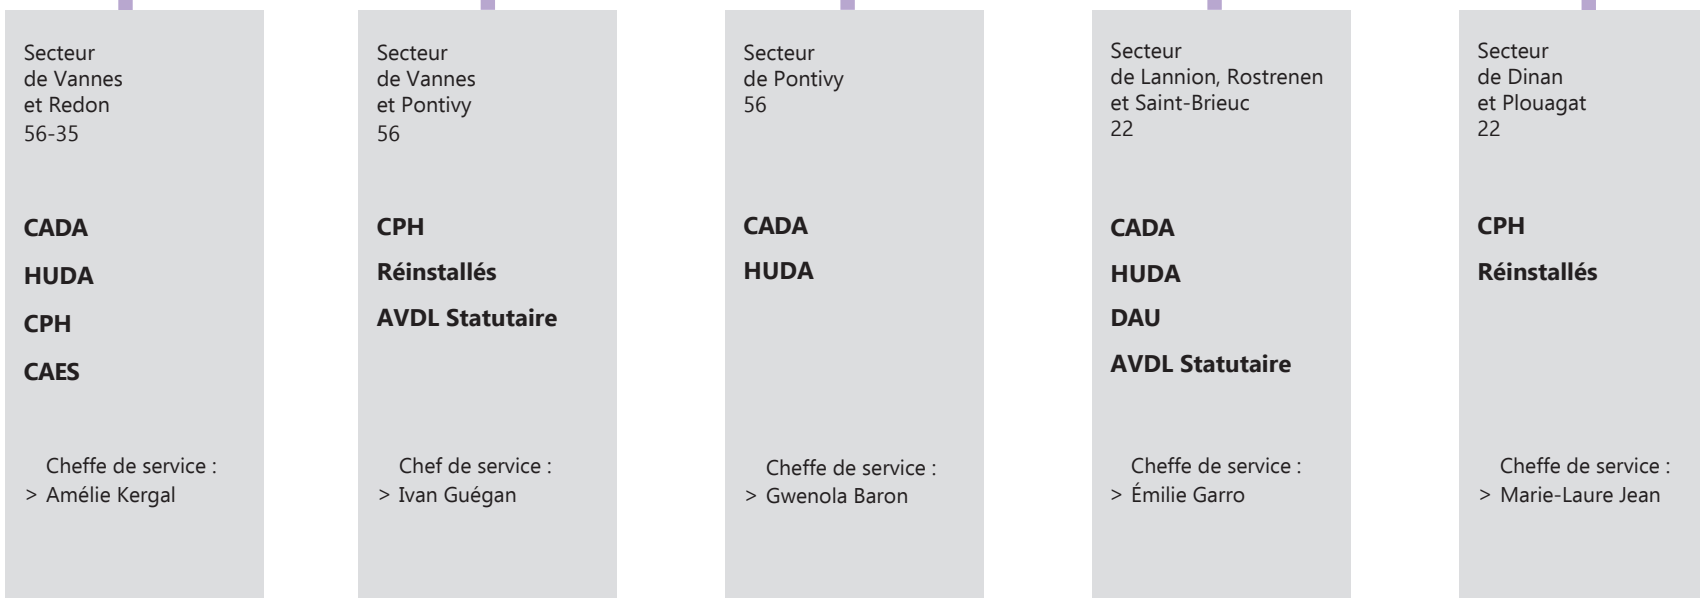 Secteur
de Vannes
et Redon
56-35
CADA
HUDA
CPH
CAES
Cheffe de service :
> Amélie Kergal
Secteur
de Vannes
et Pontivy
56
CPH
Réinstallés
AVDL Statutaire
Chef de service :
> Ivan Guégan
Secteur
de Pontivy
56
CADA
HUDA
Cheffe de service :
> Gwenola Baron
Secteur
de Lannion, Rostrenen
et Saint-Brieuc
22
CADA
HUDA
DAU
AVDL Statutaire
Cheffe de service :
> Émilie Garro
Secteur
de Dinan
et Plouagat
22
CPH
Réinstallés
Cheffe de service :
> Marie-Laure Jean